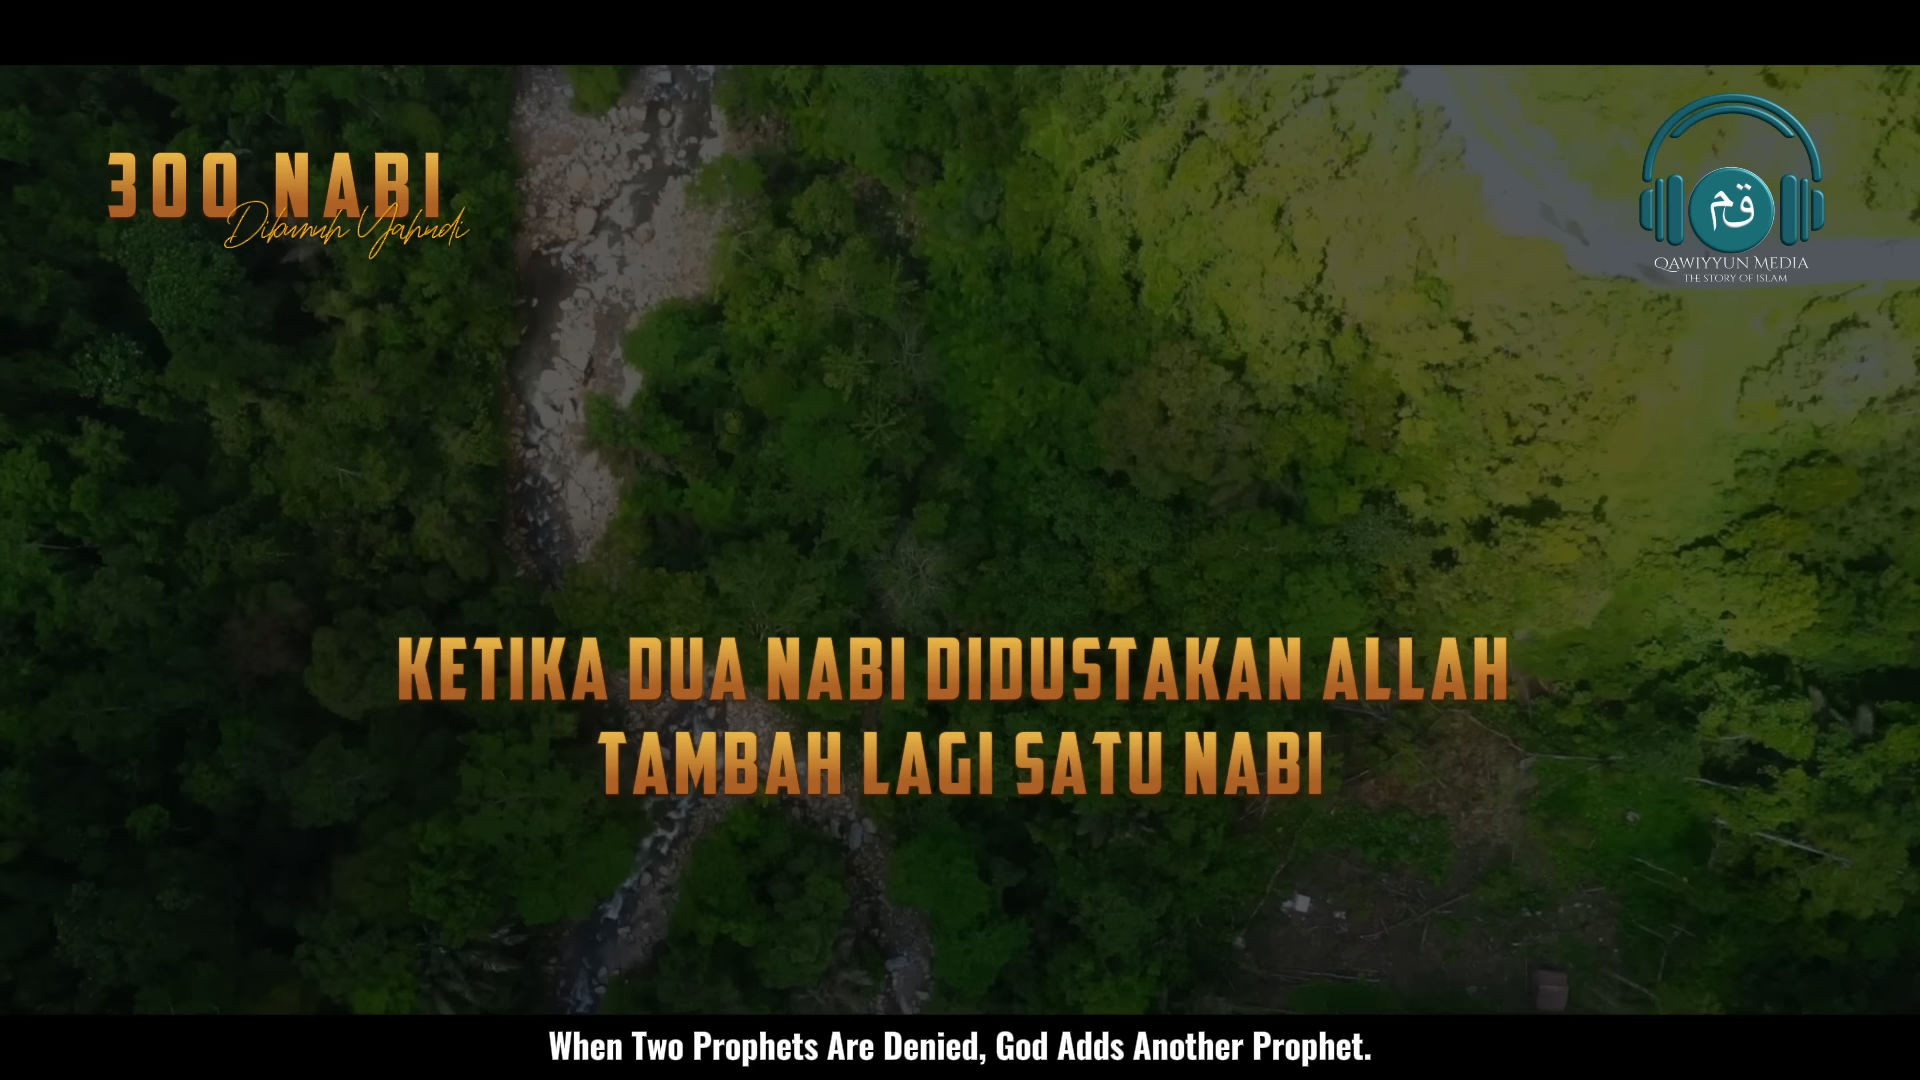 300 NABI
Dibunuh Yahudi
قم
QAWIYYUN MEDIA
THE STORY OF ISLAM
KETIKA DUA NABI DIDUSTAKAN ALLAH
TAMBAH LAGI SATU NABI
When Two Prophets Are Denied, God Adds Another Prophet.